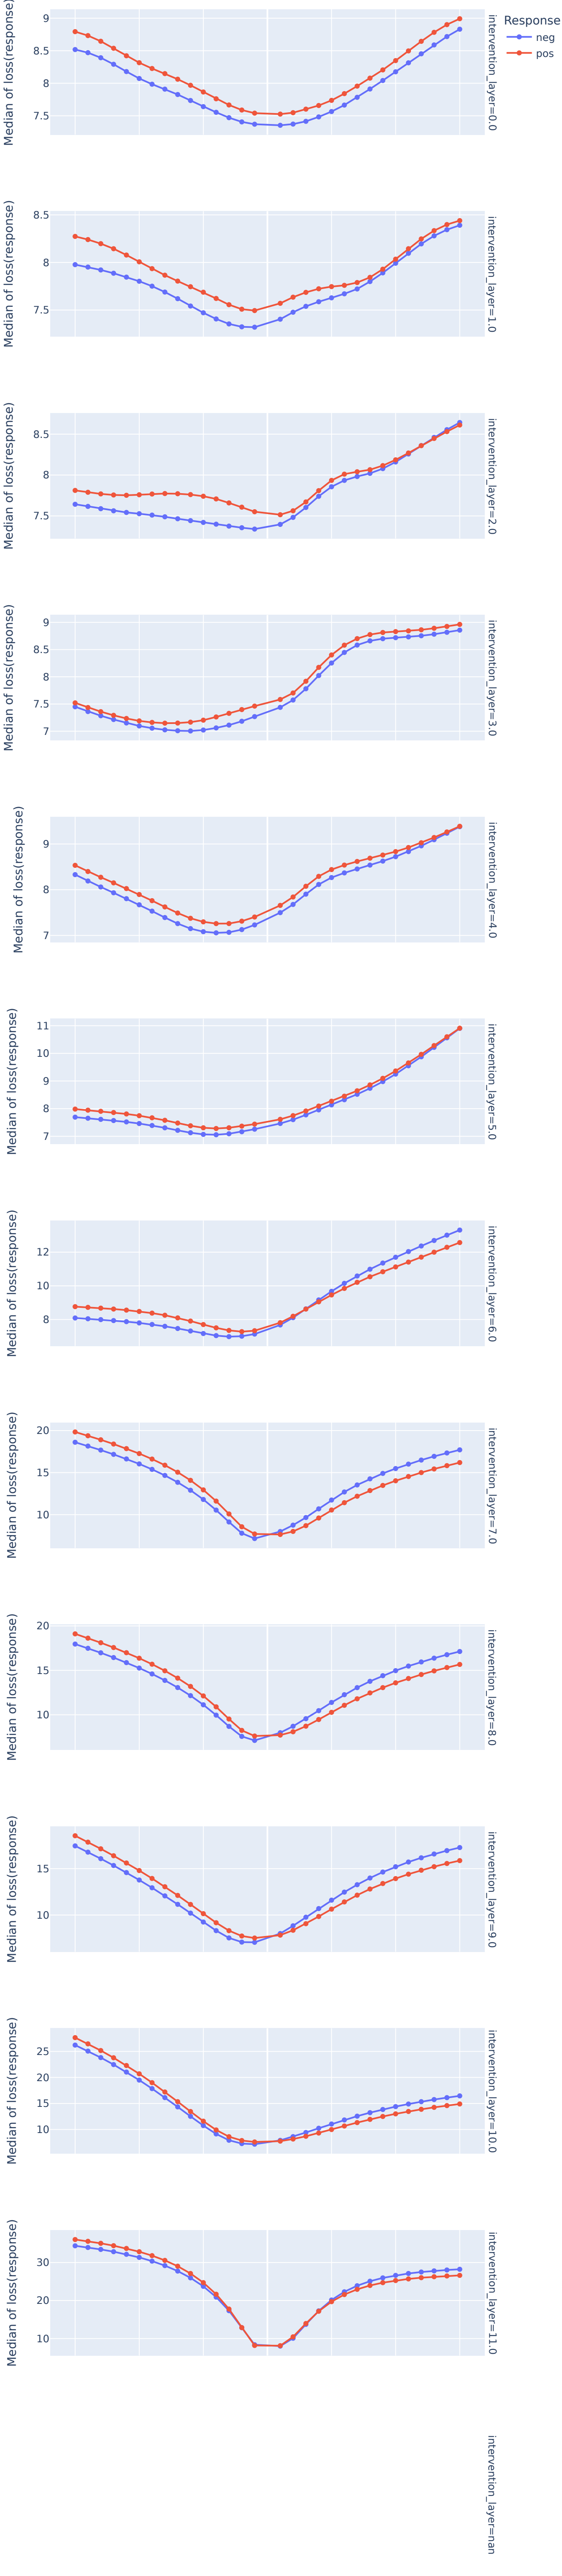 Response
neg
pos
Median of loss(response)
9
8.5
8
7.5
intervention_layer=0.0
Median of loss(response)
8.5
8
7.5
intervention_layer=1.0
Median of loss(response)
8.5
8
7.5
intervention_layer=2.0
Median of loss(response)
9
8.5
8
7.5
7
intervention_layer=3.0
Median of loss(response)
9
8
7
intervention_layer=4.0
Median of loss(response)
11
10
9
8
7
intervention_layer=5.0
Median of loss(response)
12
10
8
intervention_layer=6.0
Median of loss(response)
20
15
10
intervention_layer=7.0
Median of loss(response)
20
15
10
intervention_layer=8.0
Median of loss(response)
15
10
intervention_layer=9.0
Median of loss(response)
25
20
15
10
intervention_layer=10.0
Median of loss(response)
30
20
10
intervention_layer=11.0
intervention_layer=nan